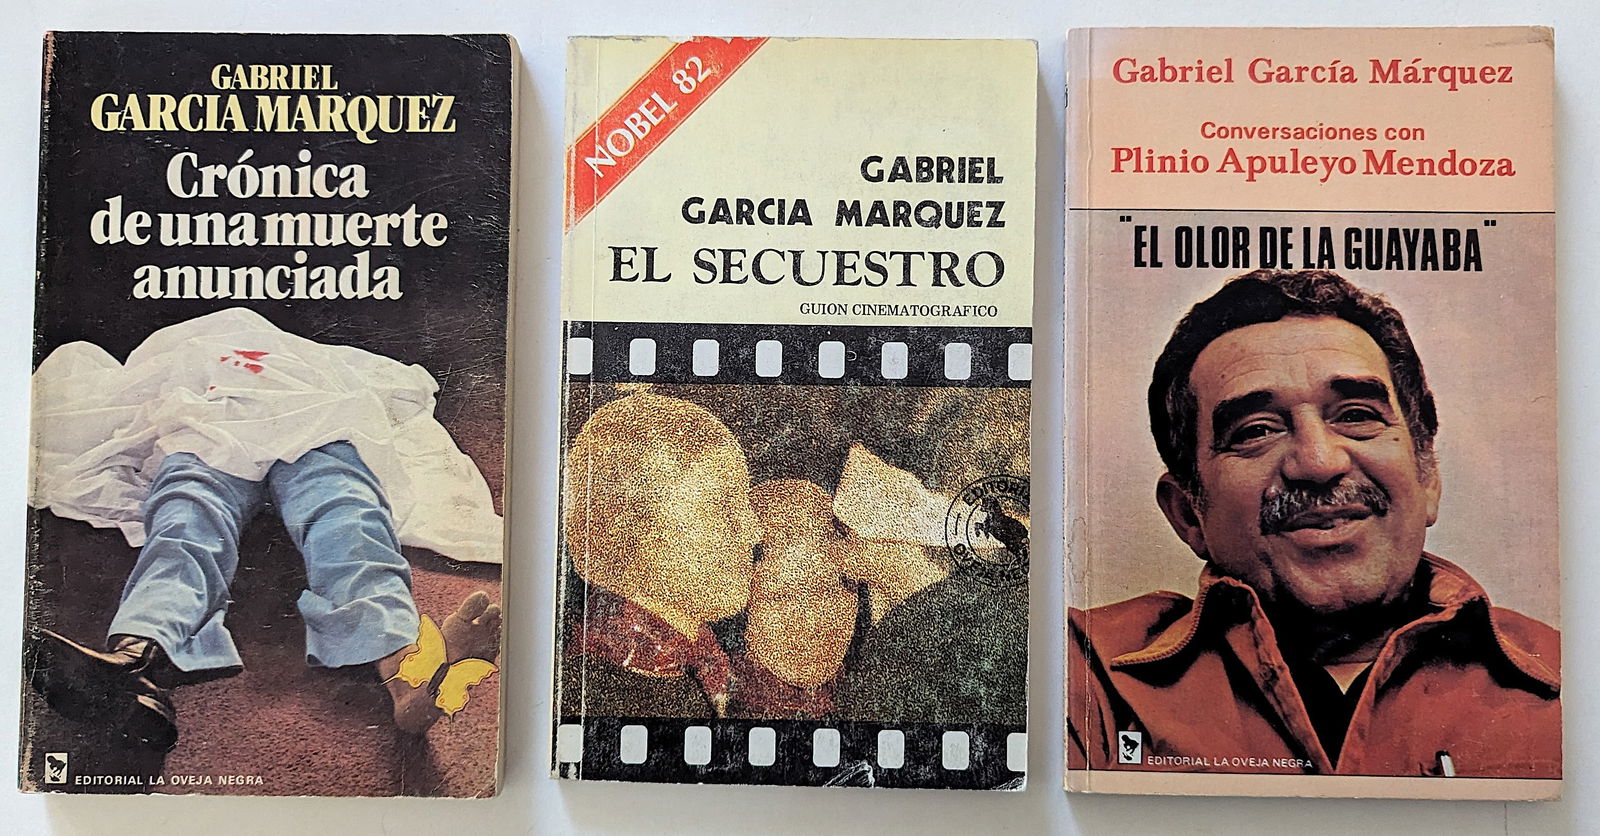 GABRIEL
GARCIA MARQUEZ
Crónica
de una muerte
anunciada
EDITORIAL LA OVEJA NEGRA
NOBEL 82
GABRIEL
GARCIA MARQUEZ
EL SECUESTRO
GUION CINEMATOGRAFICO
EDITORI
Gabriel García Márquez
Conversaciones con
Plinio Apuleyo Mendoza
"EL OLOR DE LA GUAYABA"
EDITORIAL LA OVEJA NEGRA